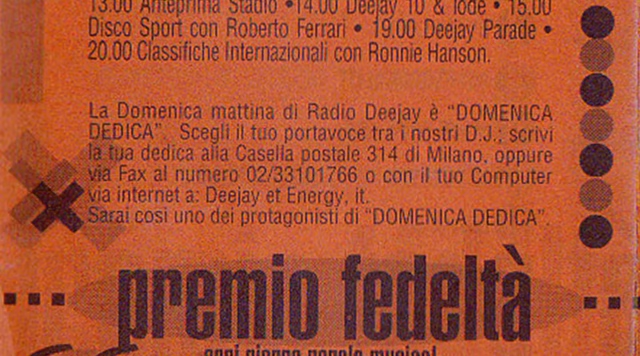 13.00 Anteprima Stadio •14.00 Deejay 10 & lode • 15.00
Disco Sport con Roberto Ferrari • 19.00 Deejay Parade •
20.00 Classifiche Internazionali con Ronnie Hanson.
La Domenica mattina di Radio Deejay è “DOMENICA
DEDICA”. Scegli il tuo portavoce tra i nostri D.J.; scrivi
la tua dedica alla Casella postale 314 di Milano, oppure
via Fax al numero 02/33101766 o con il tuo Computer
via internet a: Deejay et Energy, it.
Sarai così uno dei protagonisti di “DOMENICA DEDICA”.
premio fedeltà
ogni giorno parole musical